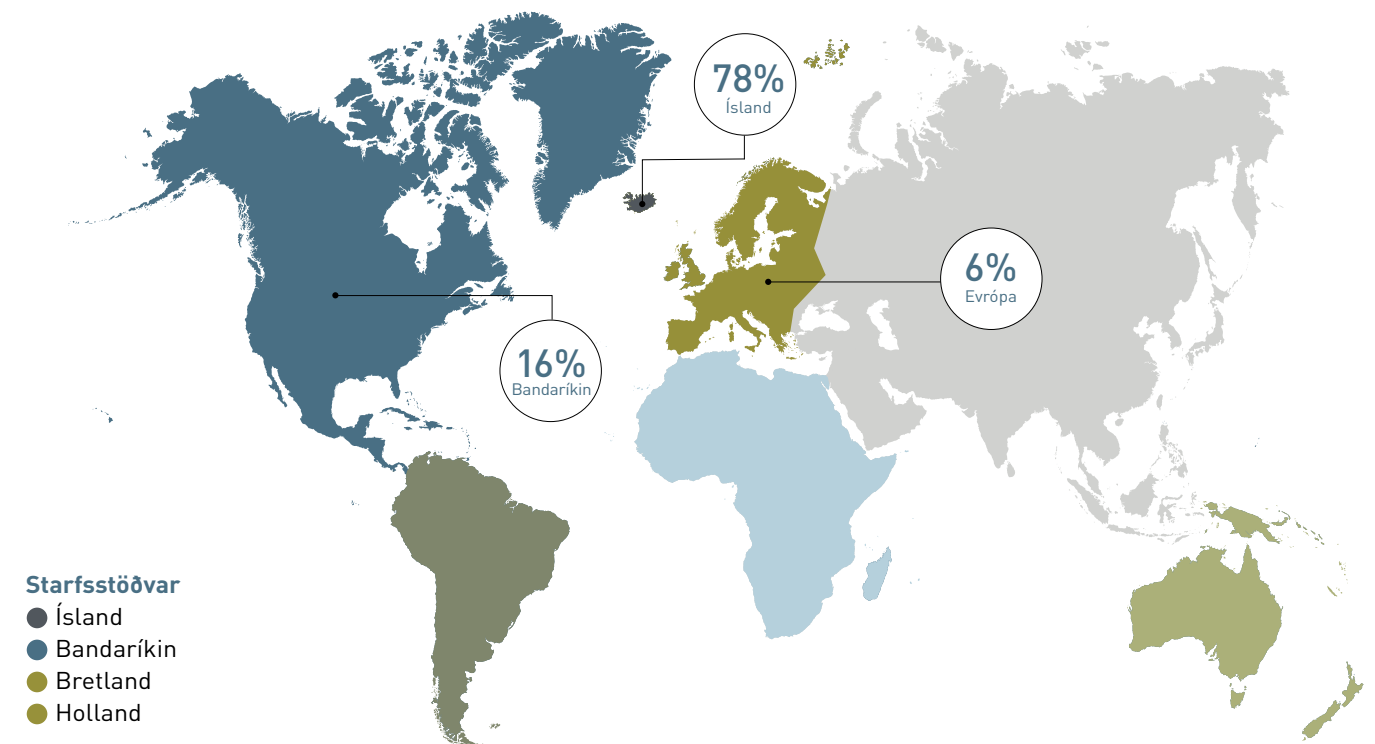 78%
Ísland
6%
Evrópa
16%
Bandaríkin
Starfsstöðvar
Ísland
Bandaríkin
Bretland
Holland